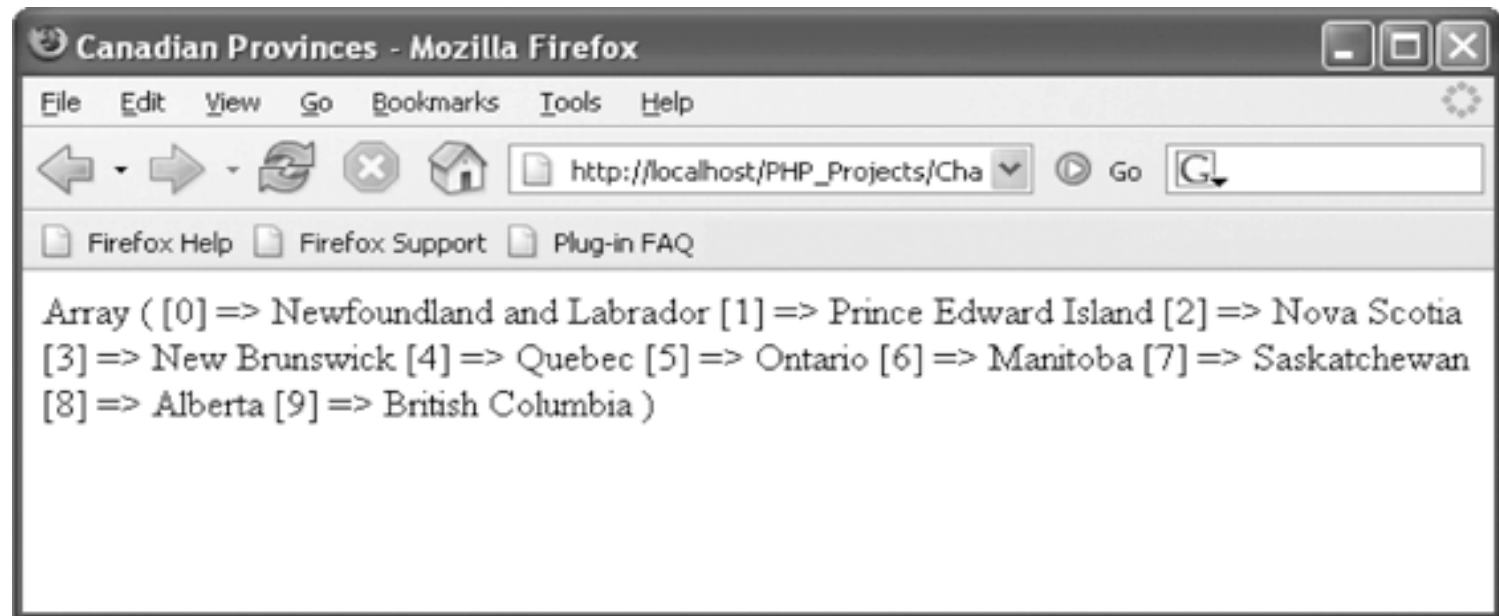 Canadian Provinces - Mozilla Firefox
File Edit View Go Bookmarks Tools Help
http://localhost/PHP_Projects/Cha Go G
Firefox Help Firefox Support Plug-in FAQ
Array ( [0] => Newfoundland and Labrador [1] => Prince Edward Island [2] => Nova Scotia
[3] => New Brunswick [4] => Quebec [5] => Ontario [6] => Manitoba [7] => Saskatchewan
[8] => Alberta [9] => British Columbia )